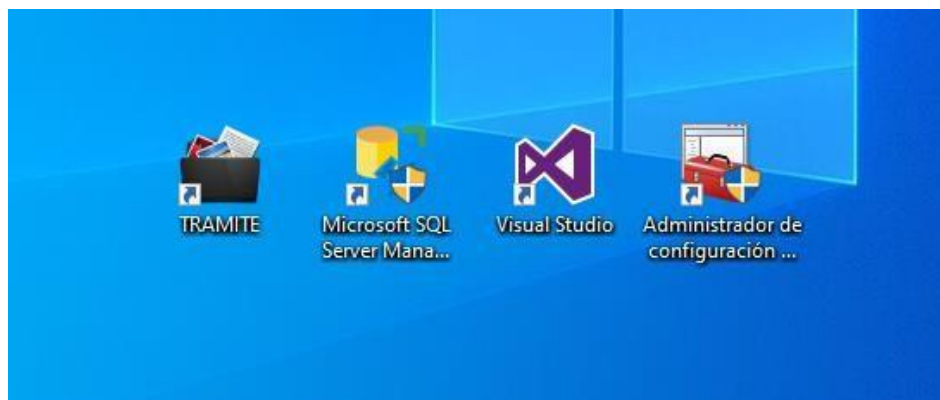 TRAMITE
Microsoft SQL
Server Mana...
Visual Studio
Administrador de
configuración ...